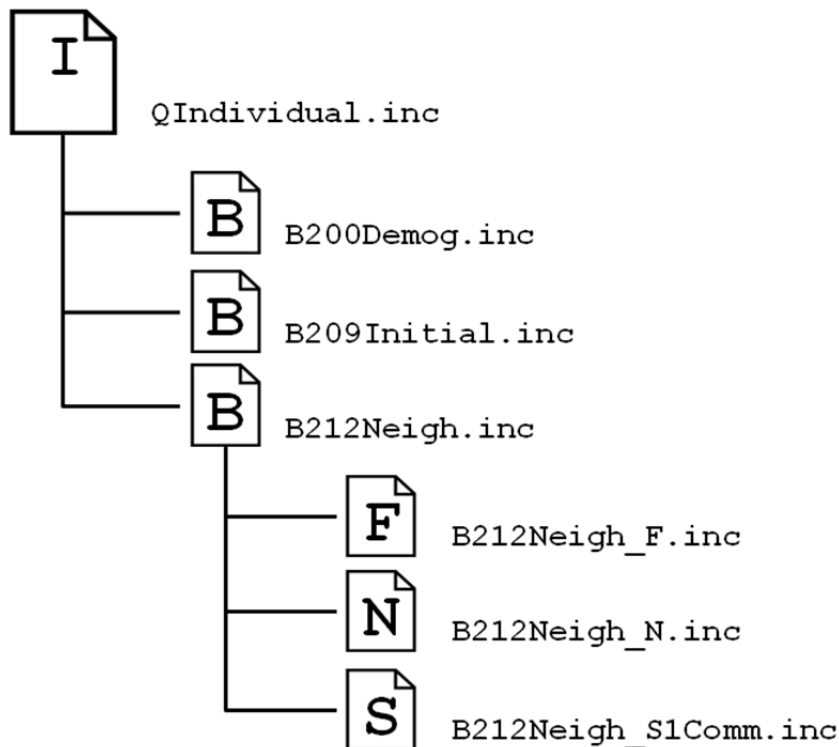 I
QIndividual.inc
B
B200Demog.inc
B
B209Initial.inc
B
B212Neigh.inc
F
B212Neigh_F.inc
N
B212Neigh_N.inc
S
B212Neigh_S1Comm.inc